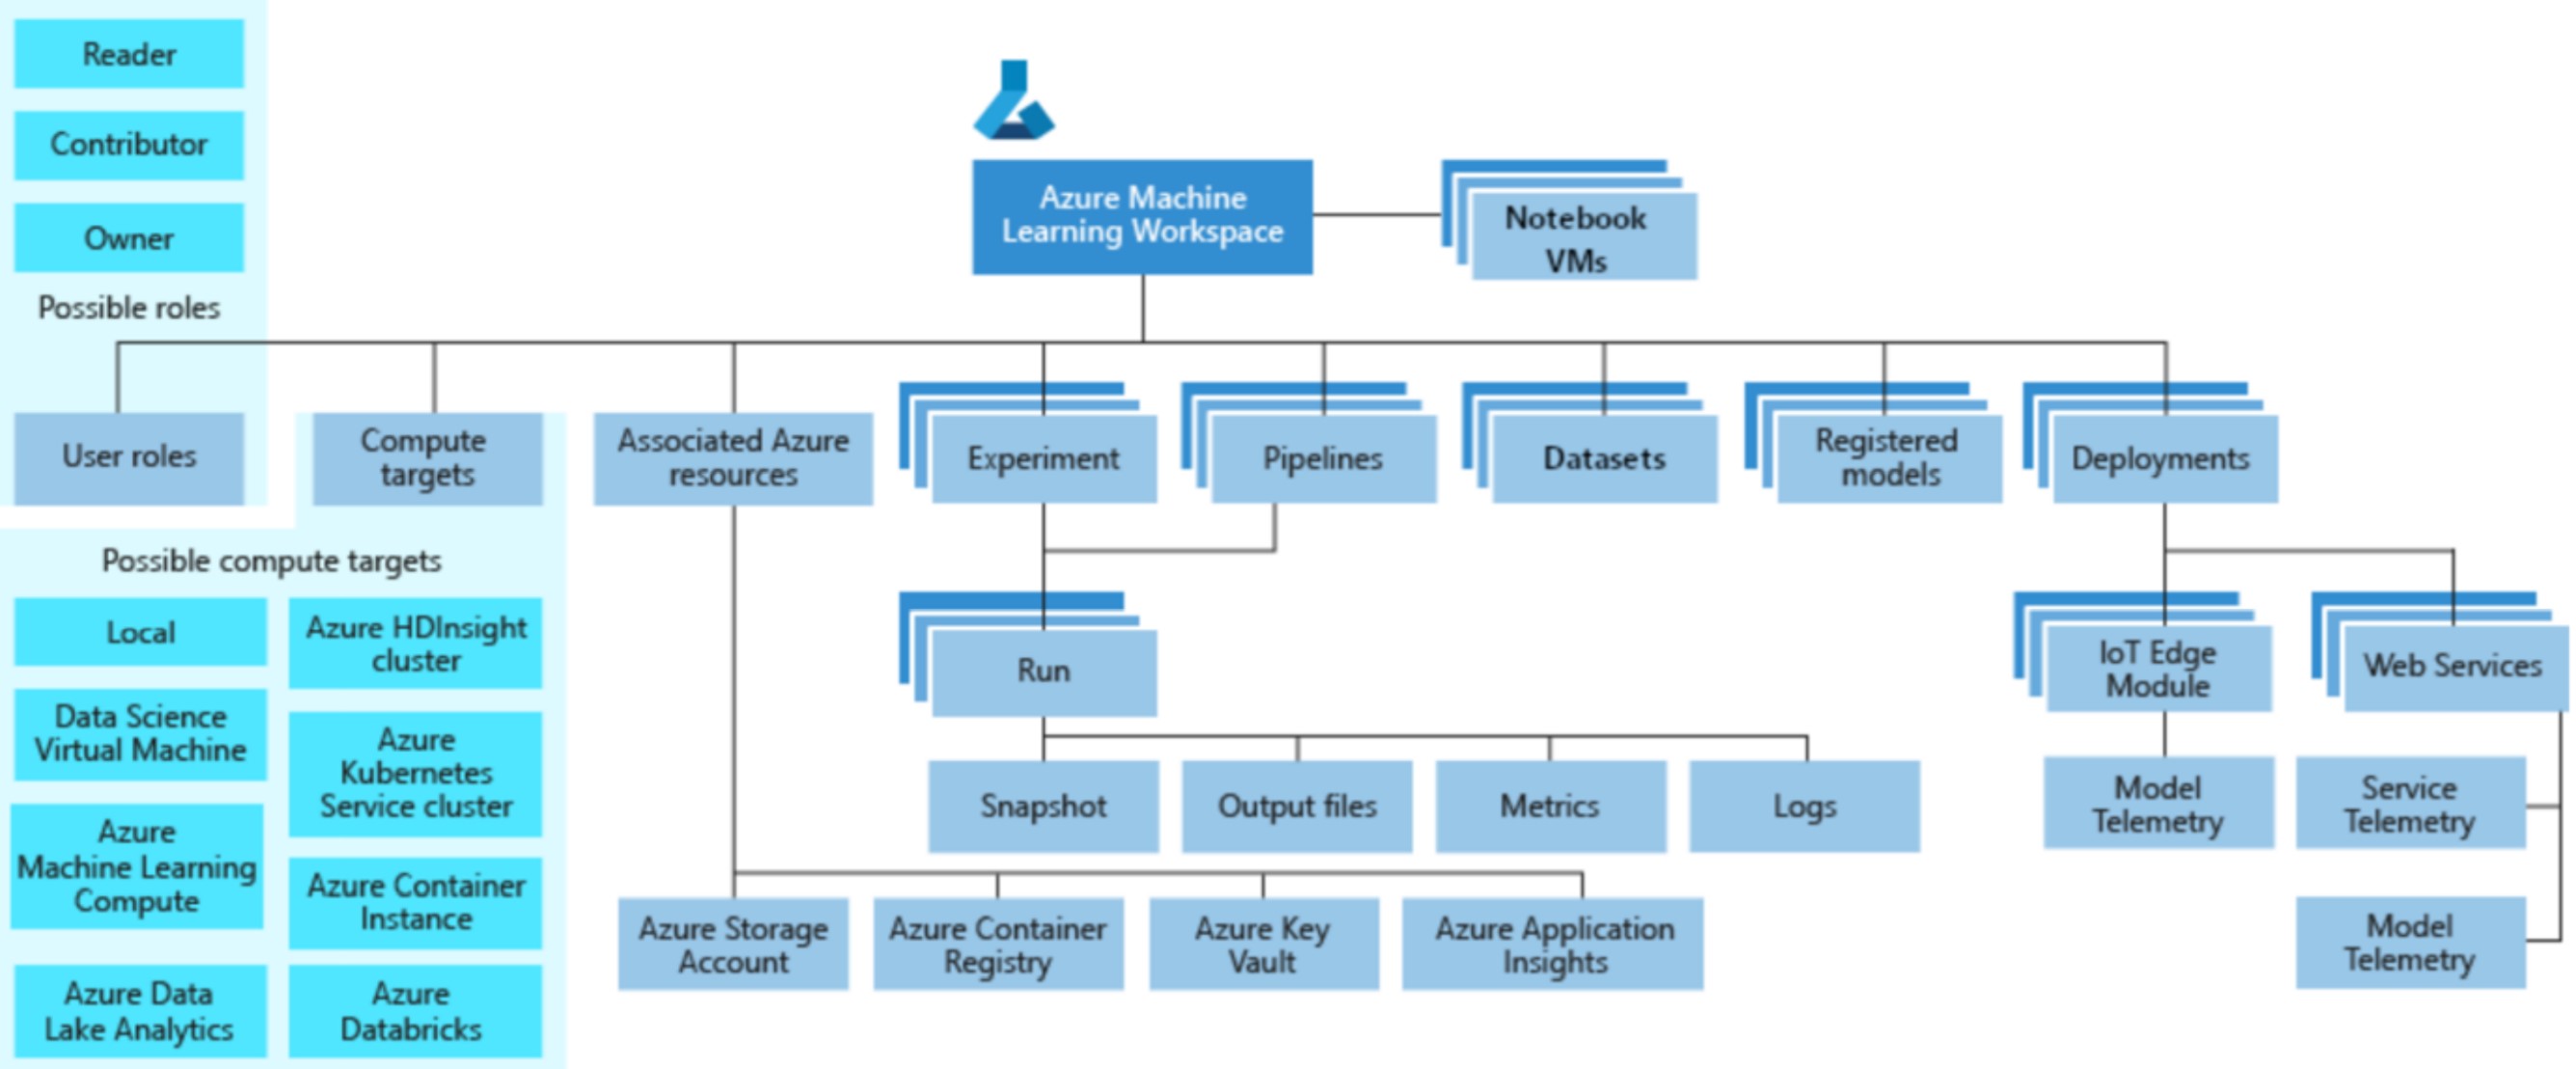 Reader
Contributor
Owner
Possible roles
Azure Machine
Learning Workspace
Notebook
VMs
User roles
Compute
targets
Associated Azure
resources
Experiment
Pipelines
Datasets
Registered
models
Deployments
Possible compute targets
Local
Azure HDInsight
cluster
Data Science
Virtual Machine
Azure
Kubernetes
Service cluster
Azure
Machine Learning
Compute
Azure Container
Instance
Azure Data
Lake Analytics
Azure
Databricks
Run
Snapshot
Output files
Metrics
Logs
Azure Storage
Account
Azure Container
Registry
Azure Key
Vault
Azure Application
Insights
IoT Edge
Module
Web Services
Model
Telemetry
Service
Telemetry
Model
Telemetry